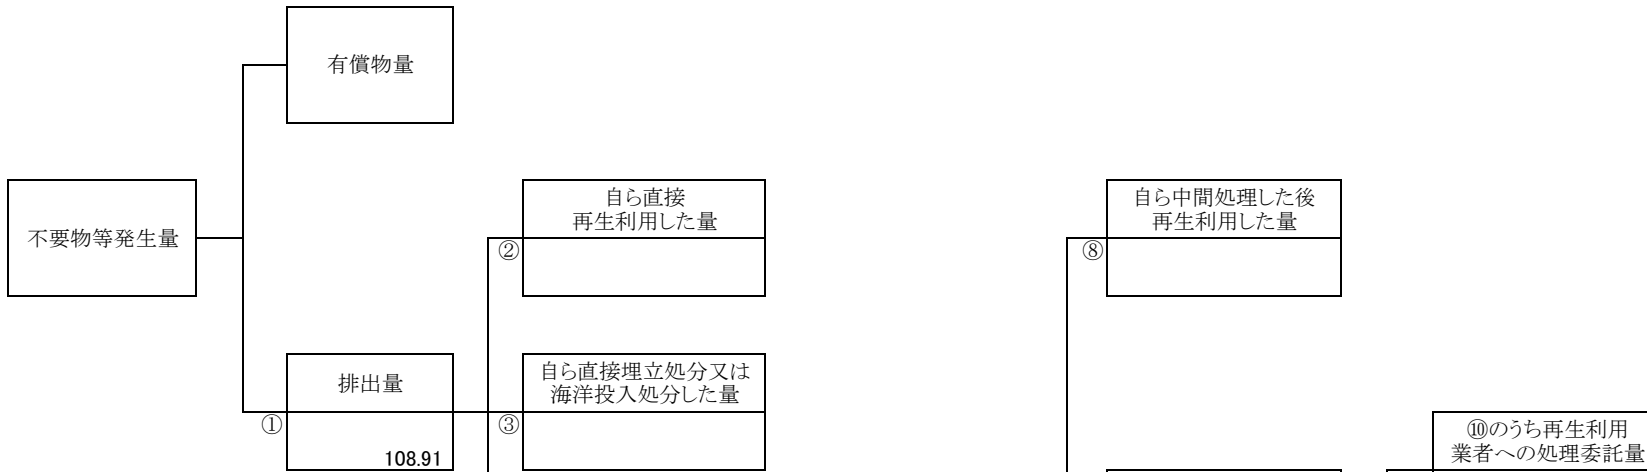 有償物量
不要物等発生量
自ら直接
再生利用した量
②
自ら中間処理した後
再生利用した量
⑧
排出量
①
108.91
自ら直接埋立処分又は
海洋投入処分した量
③
⑩のうち再生利用
業者への処理委託量